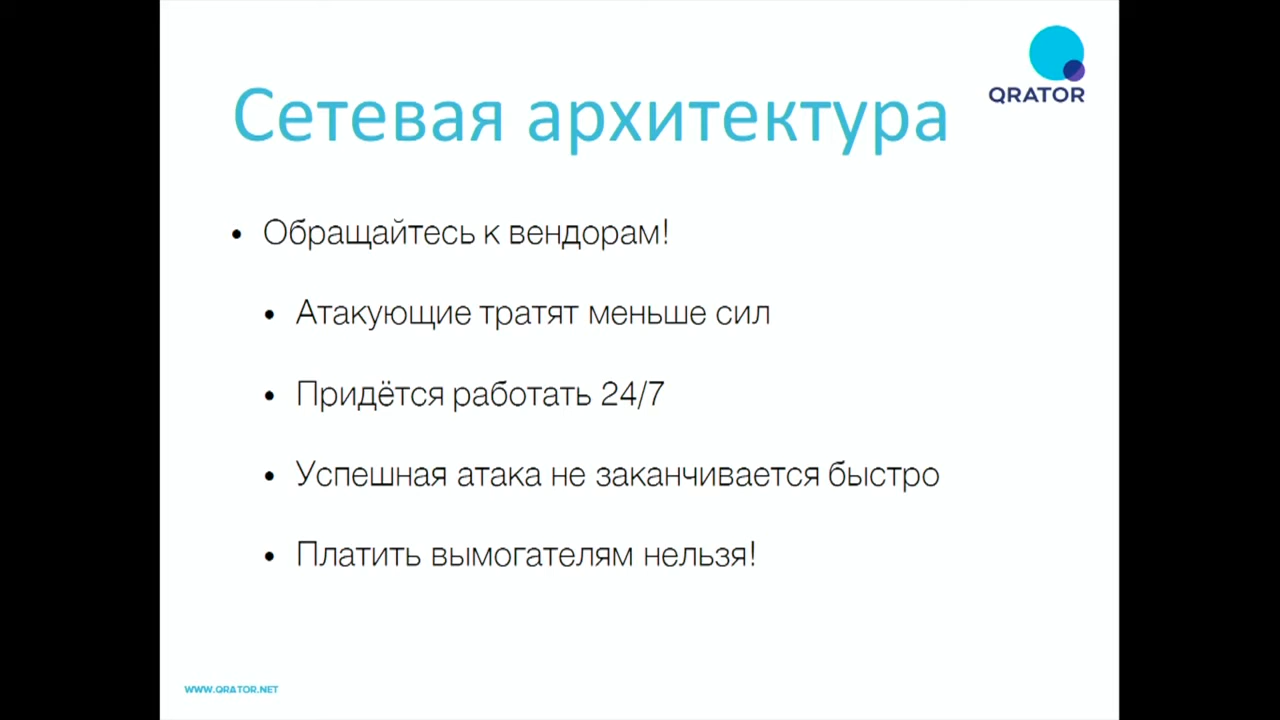 QRATOR
Сетевая архитектура
• Обращайтесь к вендорам!
• Атакующие тратят меньше сил
• Придётся работать 24/7
• Успешная атака не заканчивается быстро
• Платить вымогателям нельзя!
WWW.QRATOR.NET